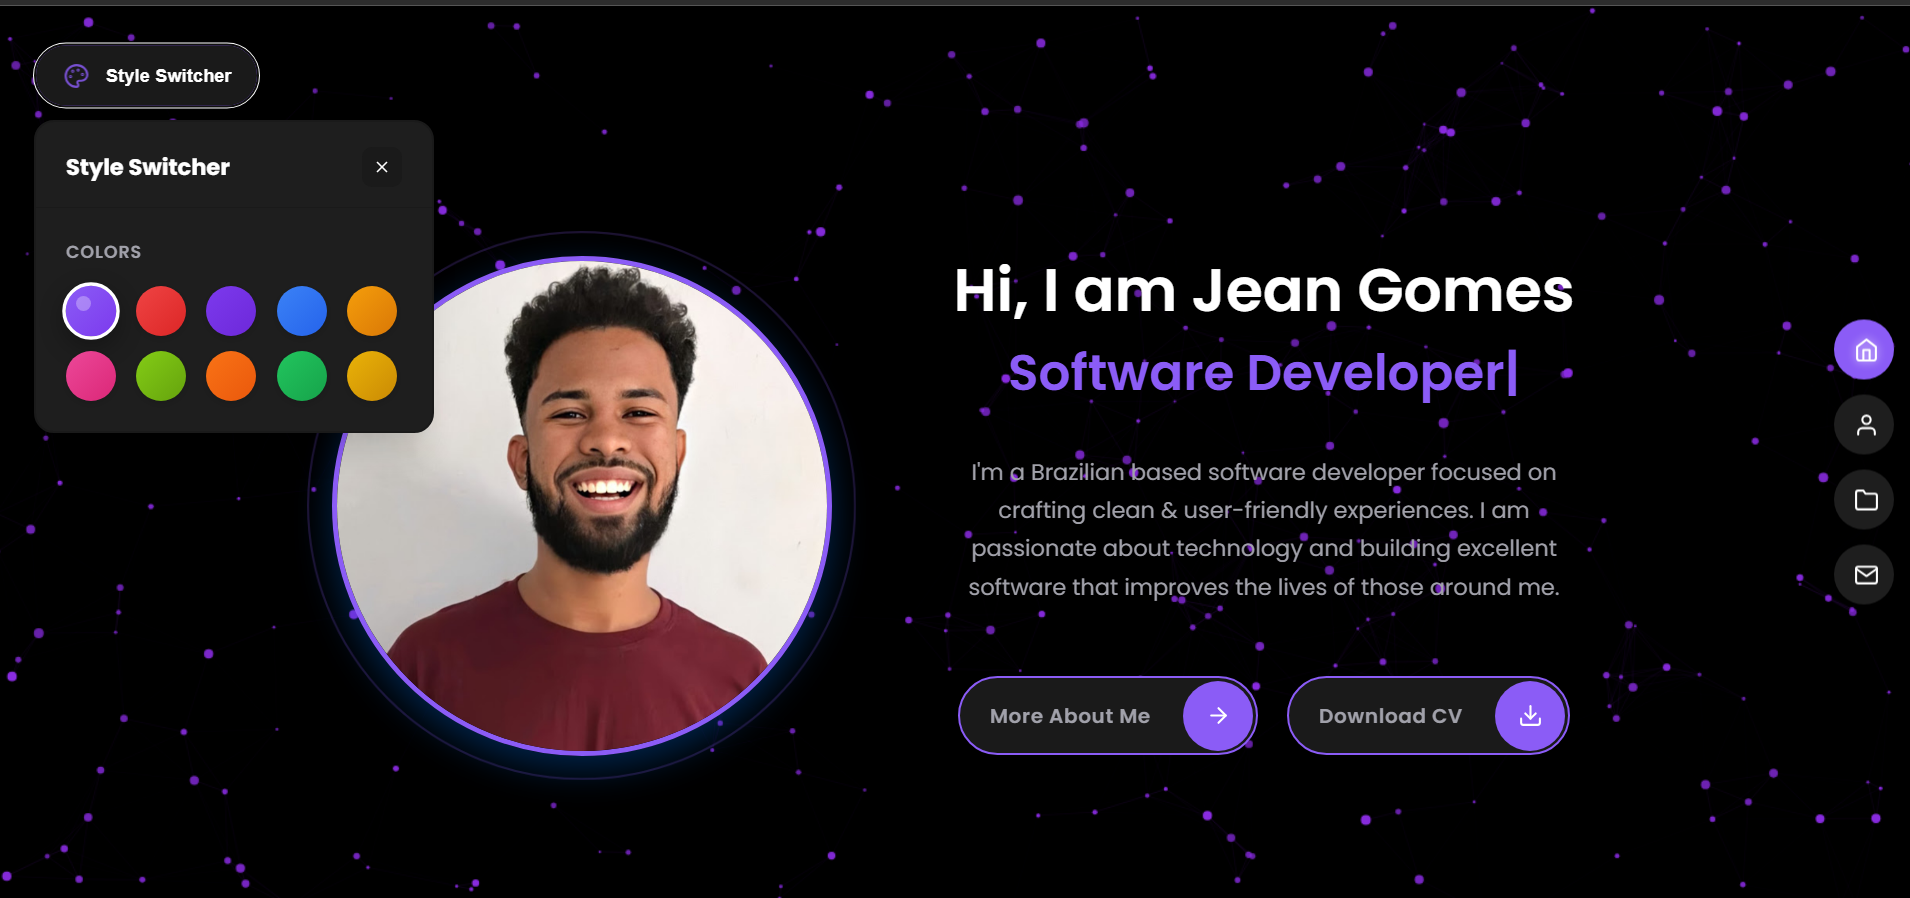 Style Switcher
Style Switcher
COLORS
Hi, I am Jean Gomes
Software Developer|
I'm a Brazilian based software developer focused on
crafting clean & user-friendly experiences. I am
passionate about technology and building excellent
software that improves the lives of those around me.
More About Me
Download CV